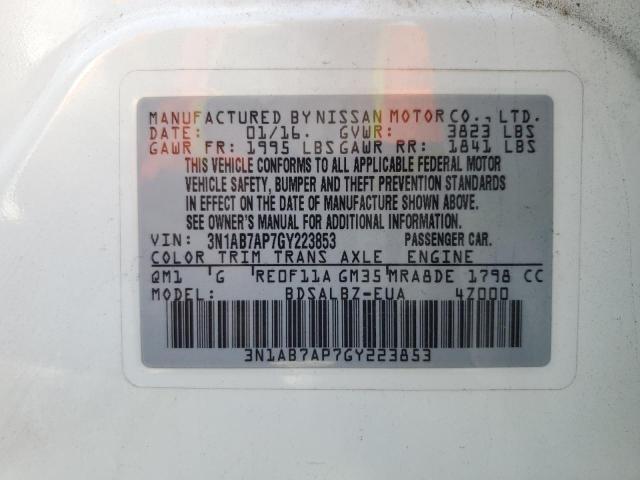 MANUFACTURED BY NISSAN MOTOR CO., LTD.
DATE: 01/16. GVWR: 3823 LBS
GAWR FR: 1995 LBS GAWR RR: 1841 LBS
THIS VEHICLE CONFORMS TO ALL APPLICABLE FEDERAL MOTOR
VEHICLE SAFETY, BUMPER AND THEFT PREVENTION STANDARDS
IN EFFECT ON THE DATE OF MANUFACTURE SHOWN ABOVE.
SEE OWNER'S MANUAL FOR ADDITIONAL INFORMATION.
VIN: 3N1AB7AP7GY223853 PASSENGER CAR.
COLOR TRIM TRANS AXLE ENGINE
QM1 G RE0F11A GM35 MRA8DE 1798 CC
MODEL: BDSALBZ-EUA 4Z000
3N1AB7AP7GY223853